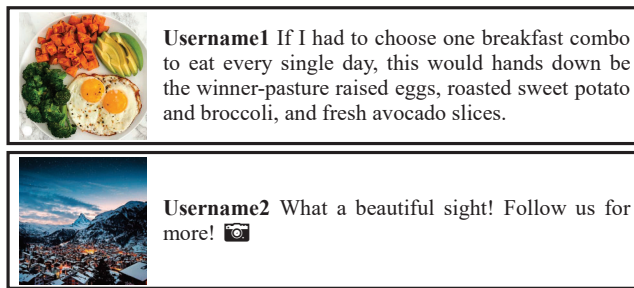 Username1 If I had to choose one breakfast combo
to eat every single day, this would hands down be
the winner-pasture raised eggs, roasted sweet potato
and broccoli, and fresh avocado slices.
Username2 What a beautiful sight! Follow us for
more! 📷